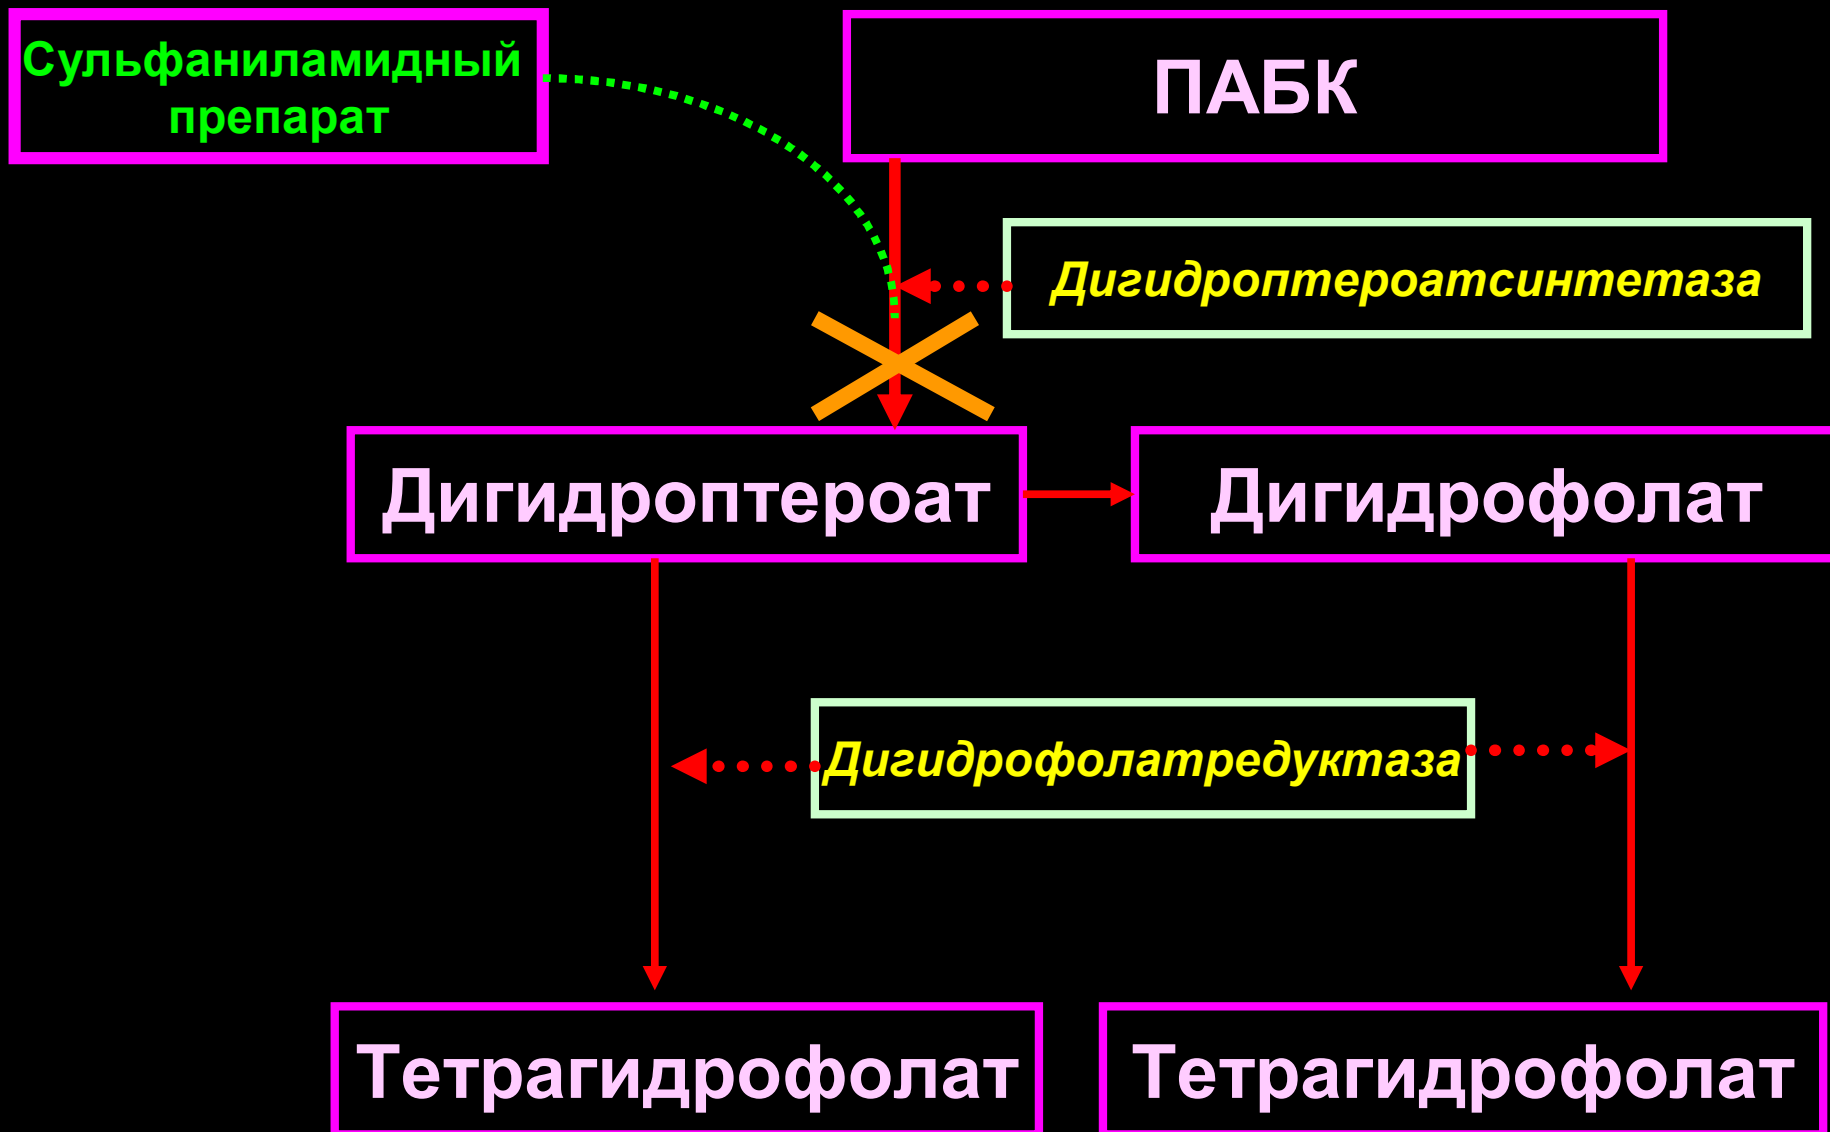 Сульфаниламидный
препарат
ПАБК
Дигидроптероатсинтетаза
Дигидроптероат
Дигидрофолат
Дигидрофолатредуктаза
Тетрагидрофолат
Тетрагидрофолат